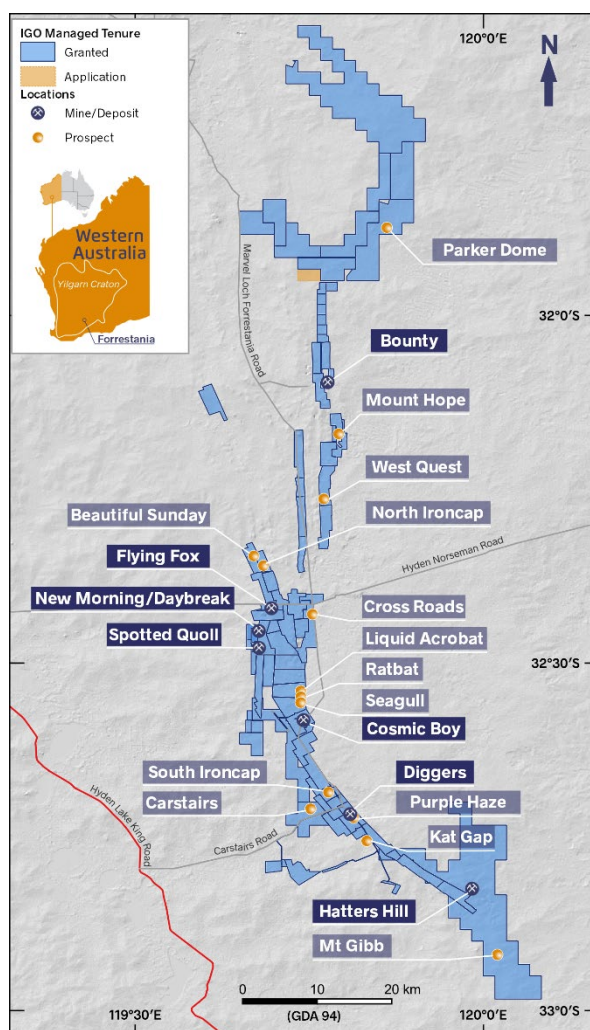 IGO Managed Tenure
Granted
Application
Locations
Mine/Deposit
Prospect
Western
Australia
Yilgarn Craton
Forrestania
120°0'E
N
Parker Dome
Marvel Loch Forrestania Road
32°0'S
Bounty
Mount Hope
West Quest
North Ironcap
Beautiful Sunday
Flying Fox
Hyden Norseman Road
New Morning/Daybreak
Cross Roads
Spotted Quoll
Liquid Acrobat
32°30'S
Ratbat
Seagull
Cosmic Boy
South Ironcap
Diggers
Carstairs
Purple Haze
Hyden Lake King Road
Carstairs Road
Kat Gap
Hatters Hill
Mt Gibb
0 10 20 km
(GDA 94)
119°30'E
120°0'E
33°0'S